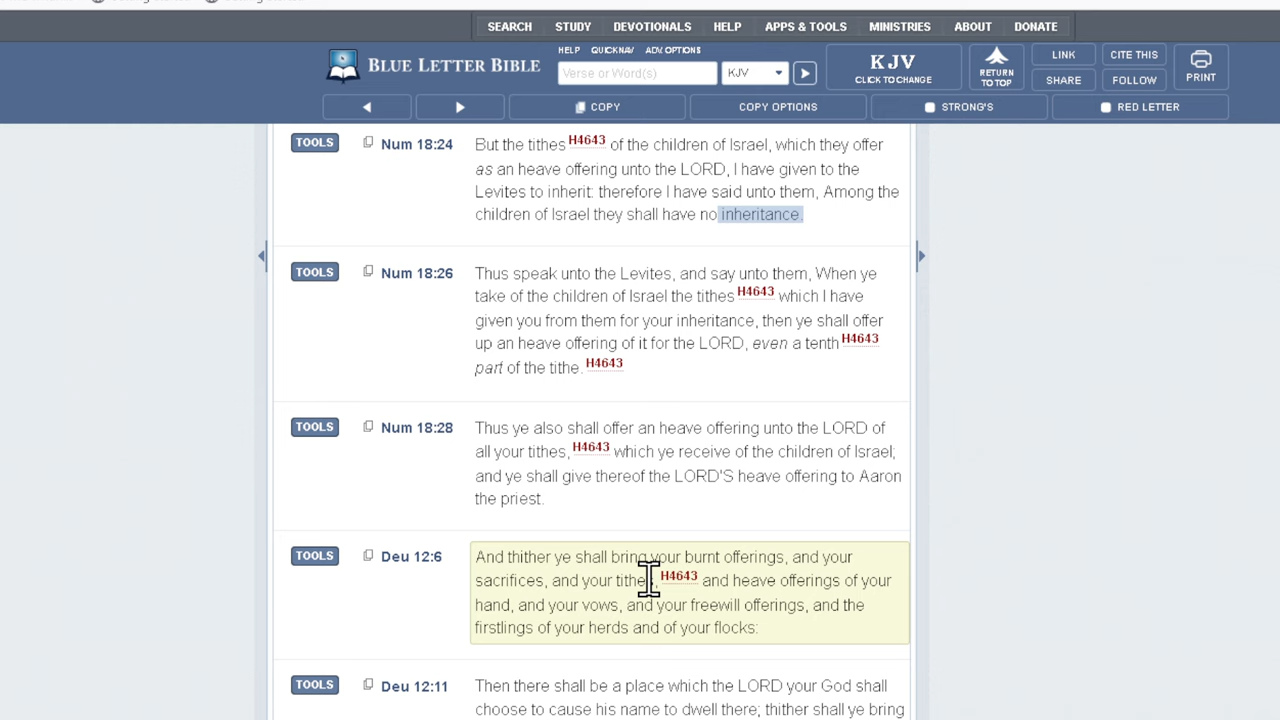 SEARCH STUDY DEVOTIONALS HELP APPS & TOOLS MINISTRIES ABOUT DONATE
BLUE LETTER BIBLE
HELP QUICKNAV ADV. OPTIONS
Verse or Word(s) KJV
KJV
CLICK TO CHANGE
RETURN
TO TOP
LINK CITE THIS
SHARE FOLLOW
PRINT
COPY COPY OPTIONS STRONG'S RED LETTER
TOOLS Num 18:24 But the tithes H4643 of the children of Israel, which they offer
as an heave offering unto the LORD, I have given to the
Levites to inherit: therefore I have said unto them, Among the
children of Israel they shall have no inheritance.
TOOLS Num 18:26 Thus speak unto the Levites, and say unto them, When ye
take of the children of Israel the tithes H4643 which I have
given you from them for your inheritance, then ye shall offer
up an heave offering of it for the LORD, even a tenth H4643
part of the tithe. H4643
TOOLS Num 18:28 Thus ye also shall offer an heave offering unto the LORD of
all your tithes, H4643 which ye receive of the children of Israel;
and ye shall give thereof the LORD'S heave offering to Aaron
the priest.
TOOLS Deu 12:6 And thither ye shall bring your burnt offerings, and your
sacrifices, and your tithes, H4643 and heave offerings of your
hand, and your vows, and your freewill offerings, and the
firstlings of your herds and of your flocks:
TOOLS Deu 12:11 Then there shall be a place which the LORD your God shall
choose to cause his name to dwell there; thither shall ye bring